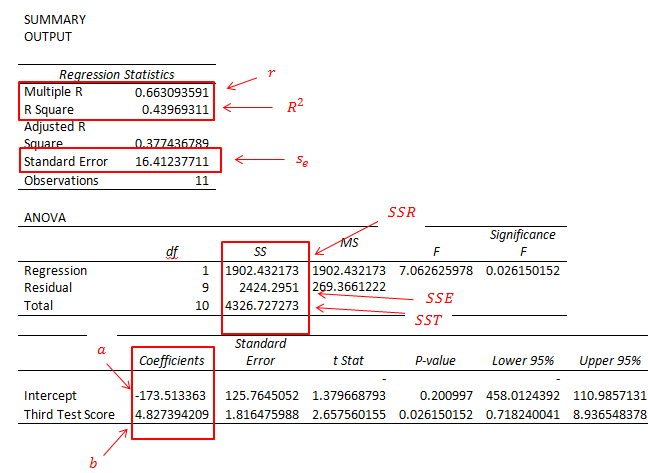 SUMMARY
OUTPUT
Regression Statistics
Multiple R 0.663093591 r
R Square 0.43969311 R²
Adjusted R
Square 0.377436789
Standard Error 16.41237711 sₑ
Observations 11
ANOVA SSR
df SS MS F Significance F
Regression 1 1902.432173 1902.432173 7.062625978 0.026150152
Residual 9 2424.2951 269.3661222 SSE
Total 10 4326.727273 SST
a
Coefficients Standard Error t Stat P-value Lower 95% Upper 95%
- -
Intercept -173.513363 125.7645052 1.379668793 0.200997 458.0124392 110.9857131
Third Test Score 4.827394209 1.816475988 2.657560155 0.026150152 0.718240041 8.936548378
b